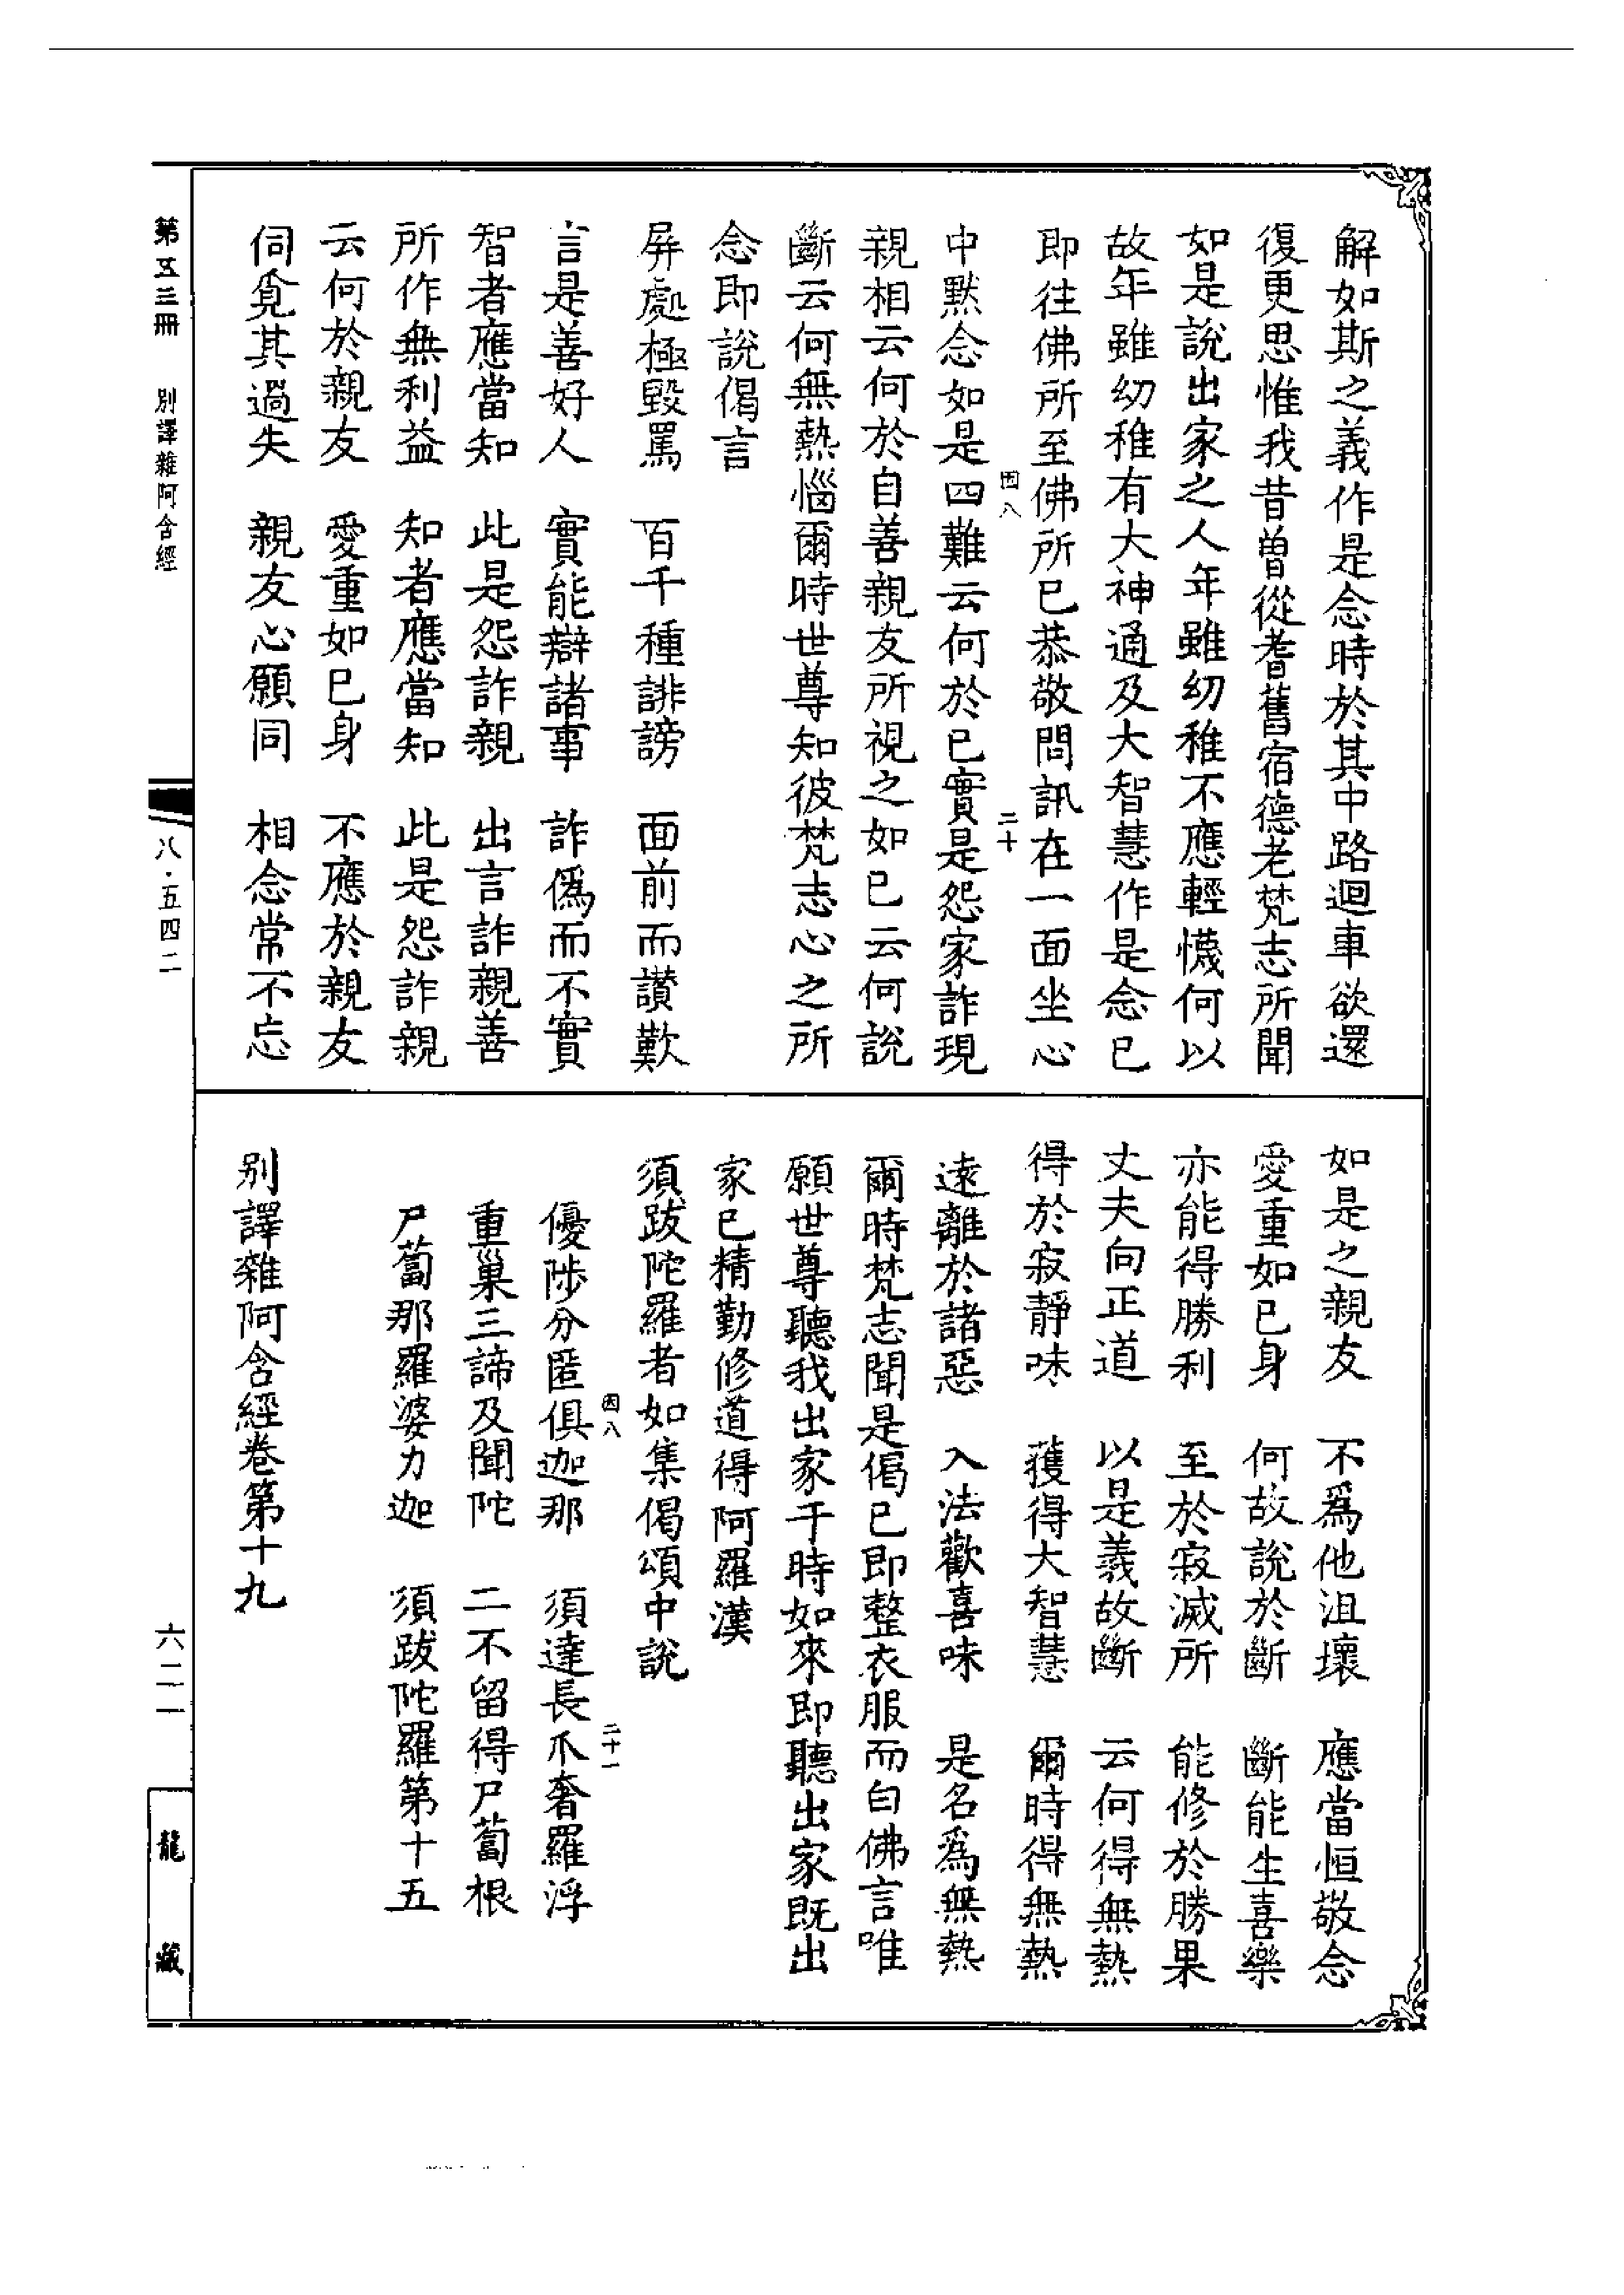 解如斯之義作是念時於其中路迴車欲還
復更思惟我昔曾從耆舊宿德老梵志所聞
如是說出家之人年雖幼稚不應輕懱何以
故年雖幼稚有大神通及大智慧作是念已
即往佛所至佛所已恭敬問訊在一面坐心
因八 二十
中默念如是四難云何於己實是怨家詐現
親相云何於自善親友所視之如己云何說
斷云何無熱惱爾時世尊知彼梵志心之所
念即說偈言
屏處極毀罵 百千種誹謗 面前而讃歎
言是善好人 實能辯諸事 詐偽而不實
智者應當知 此是怨詐親 出言詐親善
所作無利益 知者應當知 此是怨詐親
云何於親友 愛重如己身 不應於親友
伺覓其過失 親友心願同 相念常不忘
如是之親友 不為他沮壞 應當恒敬念
愛重如己身 何故說於斷 斷能生喜樂
亦能得勝利 至於寂滅所 能修於勝果
丈夫向正道 以是義故斷 云何得無熱
得於寂靜味 獲得大智慧 爾時得無熱
遠離於諸惡 入法歡喜味 是名為無熱
爾時梵志聞是偈已即整衣服而白佛言唯
願世尊聽我出家于時如來即聽出家既出
家已精勤修道得阿羅漢
須跋陀羅者如集偈頌中說
因八 二十一
優陟分匿俱迦那 須達長爪奢羅浮
重巢三諦及聞陀 二不留得尸蔔根
尸蔔那羅婆力迦 須跋陀羅第十五
別譯雜阿含經卷第十九
第五三冊 別譯雜阿含經
八·五四二
六二一
龍藏